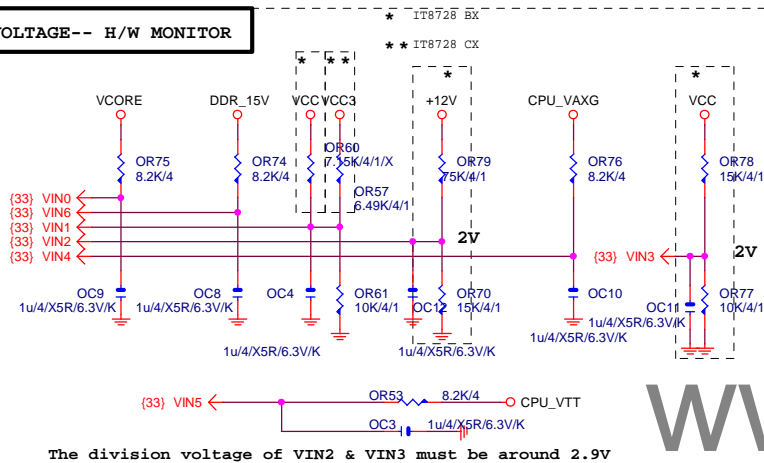 * IT8728 BX
VOLTAGE-- H/W MONITOR
** IT8728 CX
* ** * *
VCORE DDR_15V VCC VCC3 +12V CPU_VAXG VCC
OR60
OR75 OR74 7.15K/4/1/X OR79 OR76 OR78
8.2K/4 8.2K/4 75K/4/1 8.2K/4 15K/4/1
OR57
6.49K/4/1
{33} VIN0
{33} VIN6
{33} VIN1
{33} VIN2 2V
{33} VIN4 {33} VIN3 2V
OC9 OC8 OC4 OR61 OC12 OR70 OC10 OC11 OR77
1u/4/X5R/6.3V/K 1u/4/X5R/6.3V/K 10K/4/1 15K/4/1 1u/4/X5R/6.3V/K 10K/4/1
1u/4/X5R/6.3V/K 1u/4/X5R/6.3V/K 1u/4/X5R/6.3V/K
{33} VIN5 OR53 8.2K/4 CPU_VTT
OC3 1u/4/X5R/6.3V/K
The division voltage of VIN2 & VIN3 must be around 2.9V